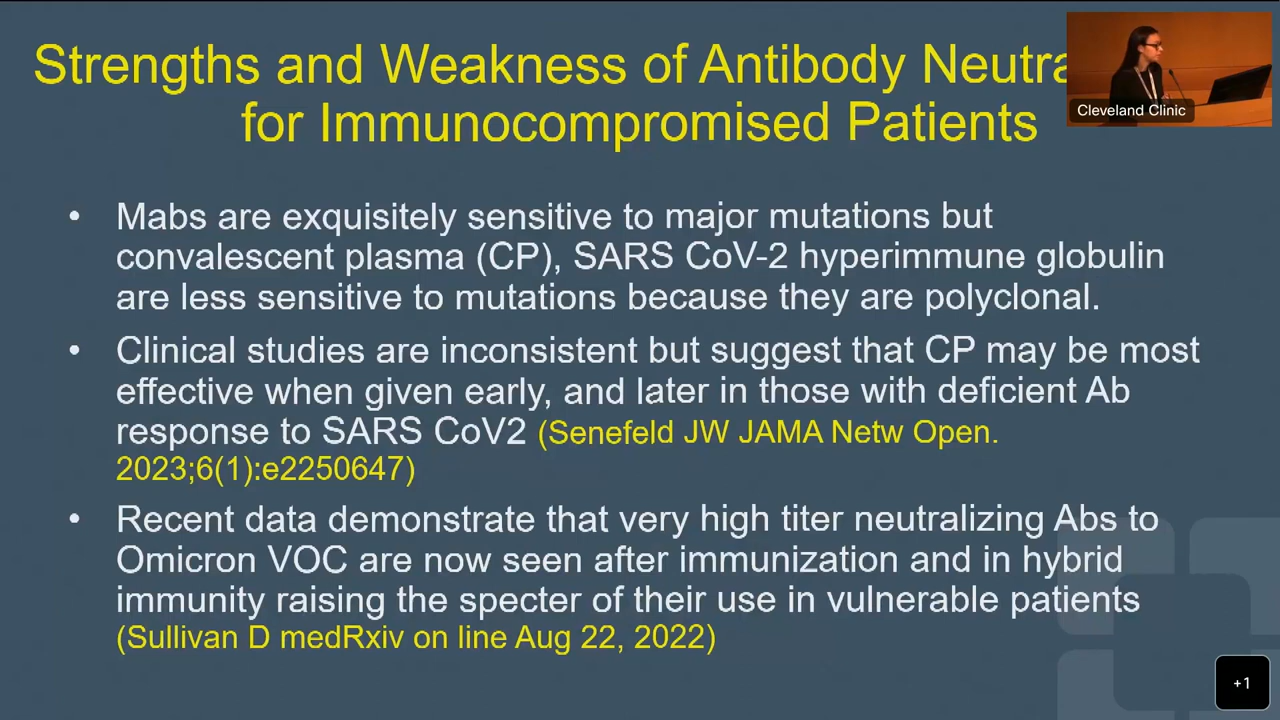 Strengths and Weakness of Antibody
for Immunocompromised Patients
Cleveland Clinic
• Mabs are exquisitely sensitive to major mutations but
convalescent plasma (CP), SARS CoV-2 hyperimmune globulin
are less sensitive to mutations because they are polyclonal.
• Clinical studies are inconsistent but suggest that CP may be most
effective when given early, and later in those with deficient Ab
response to SARS CoV2 (Senefeld JW JAMA Netw Open.
2023;6(1):e2250647)
• Recent data demonstrate that very high titer neutralizing Abs to
Omicron VOC are now seen after immunization and in hybrid
immunity raising the specter of their use in vulnerable patients
(Sullivan D medRxiv on line Aug 22, 2022)
+1